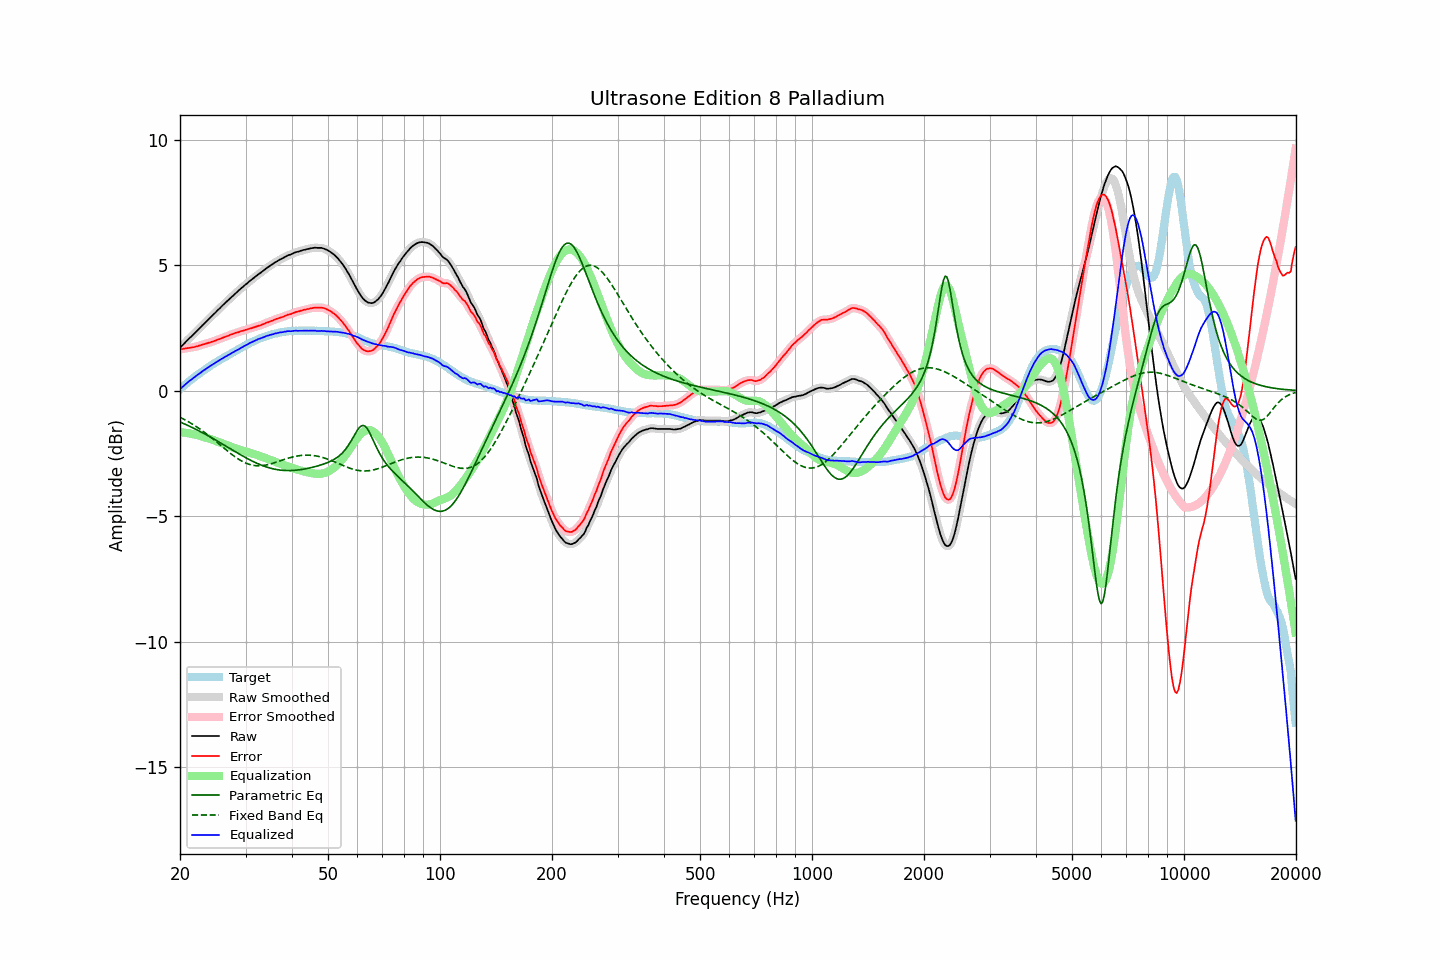 Ultrasone Edition 8 Palladium
Amplitude (dBr)
10
5
0
−5
−10
−15
Target
Raw Smoothed
Error Smoothed
Raw
Error
Equalization
Parametric Eq
Fixed Band Eq
Equalized
20 50 100 200 500 1000 2000 5000 10000 20000
Frequency (Hz)